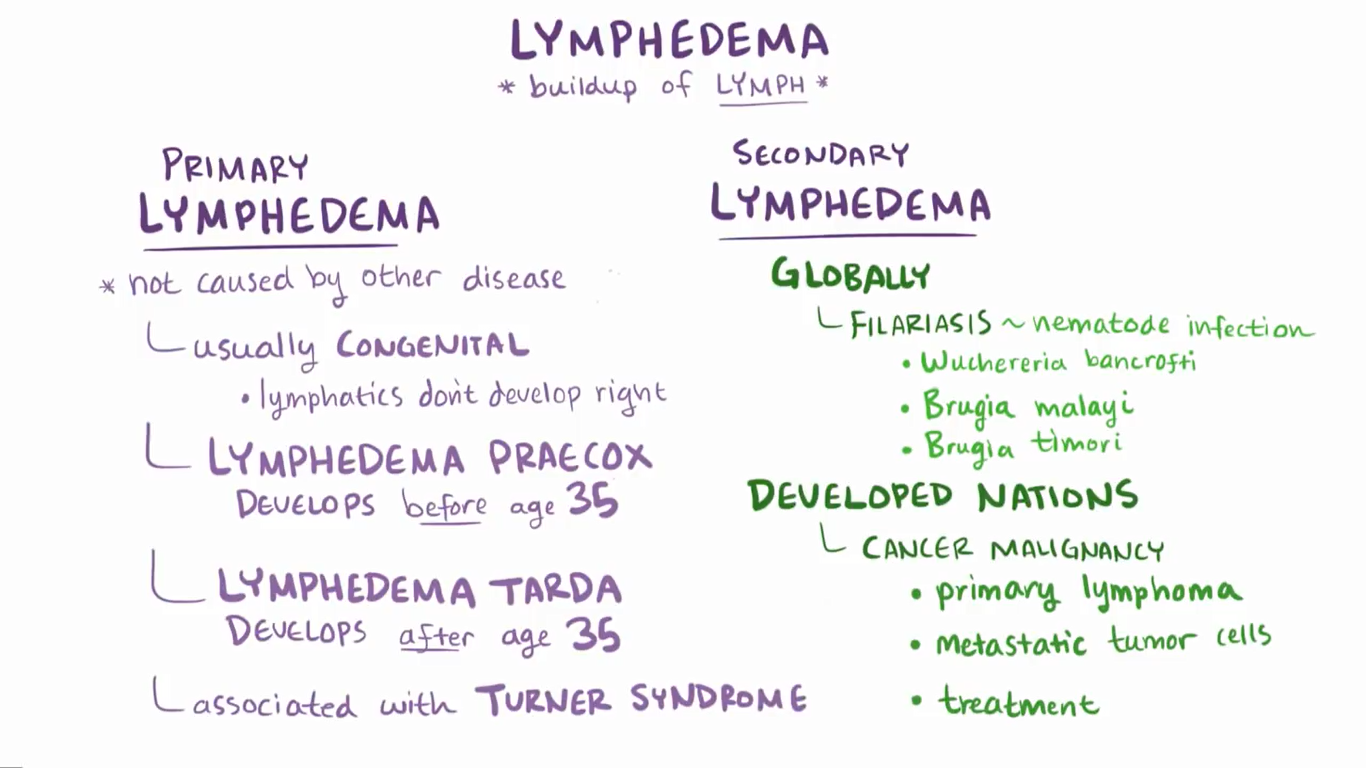 LYMPHEDEMA
* buildup of LYMPH *
PRIMARY
LYMPHEDEMA
* not caused by other disease
usually CONGENITAL
• lymphatics don't develop right
LYMPHEDEMA PRAECOX
DEVELOPS before age 35
LYMPHEDEMA TARDA
DEVELOPS after age 35
associated with TURNER SYNDROME
SECONDARY
LYMPHEDEMA
GLOBALLY
FILARIASIS ~ nematode infection
• Wuchereria bancrofti
• Brugia malayi
• Brugia timori
DEVELOPED NATIONS
CANCER MALIGNANCY
• primary lymphoma
• metastatic tumor cells
• treatment